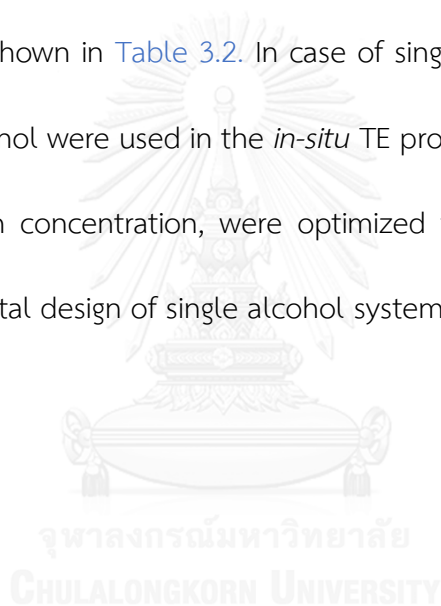 hown in Table 3.2. In case of sing
nol were used in the in-situ TE pro
n concentration, were optimized
tal design of single alcohol system
จุฬาลงกรณ์มหาวิทยาลัย
CHULALONGKORN UNIVERSITY